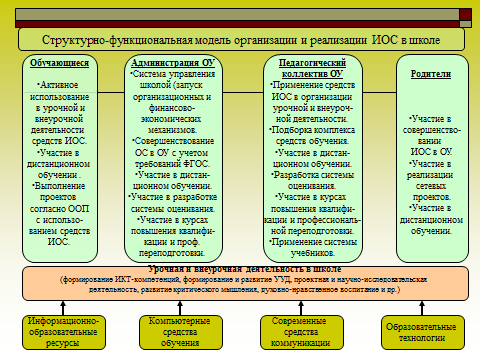 Структурно-функциональная модель организации и реализации ИОС в школе
Обучающиеся
•Активное
использование
в урочной и
внеурочной
деятельности
средств ИОС.
•Участие в
дистанционном
обучении .
•Выполнение
проектов
согласно ООП
с использо-
ванием средств
ИОС.
Администрация ОУ
•Система управления
школой (запуск
организационных и
финансово-
экономических
механизмов.
•Совершенствование
ОС в ОУ с учетом
требований ФГОС.
•Участие в дистан-
ционном обучении.
•Участие в разработке
системы оценивания.
•Участие в курсах
повышения квалифи-
кации и проф.
переподготовки.
Педагогический
коллектив ОУ
•Применение средств
ИОС в организации
урочной и внеуроч-
ной деятельности.
•Подборка комплекса
средств обучения.
•Участие в дистан-
ционном обучении.
•Разработка системы
оценивания.
•Участие в курсах
повышения квалифи-
кации и профессиональ-
ной переподготовки.
•Применение системы
учебников.
Родители
•Участие в
совершенство-
вании
ИОС в ОУ.
•Участие в
реализации
сетевых
проектов.
•Участие в
дистанционном
обучении.
Урочная и внеурочная деятельность в школе
(формирование ИКТ-компетенций, формирование и развитие УУД, проектная и научно-исследовательская
деятельность, развитие критического мышления, духовно-нравственное воспитание и др.)
Информационно-
образовательные
ресурсы
Компьютерные
средства
обучения
Современные
средства
коммуникации
Образовательные
технологии